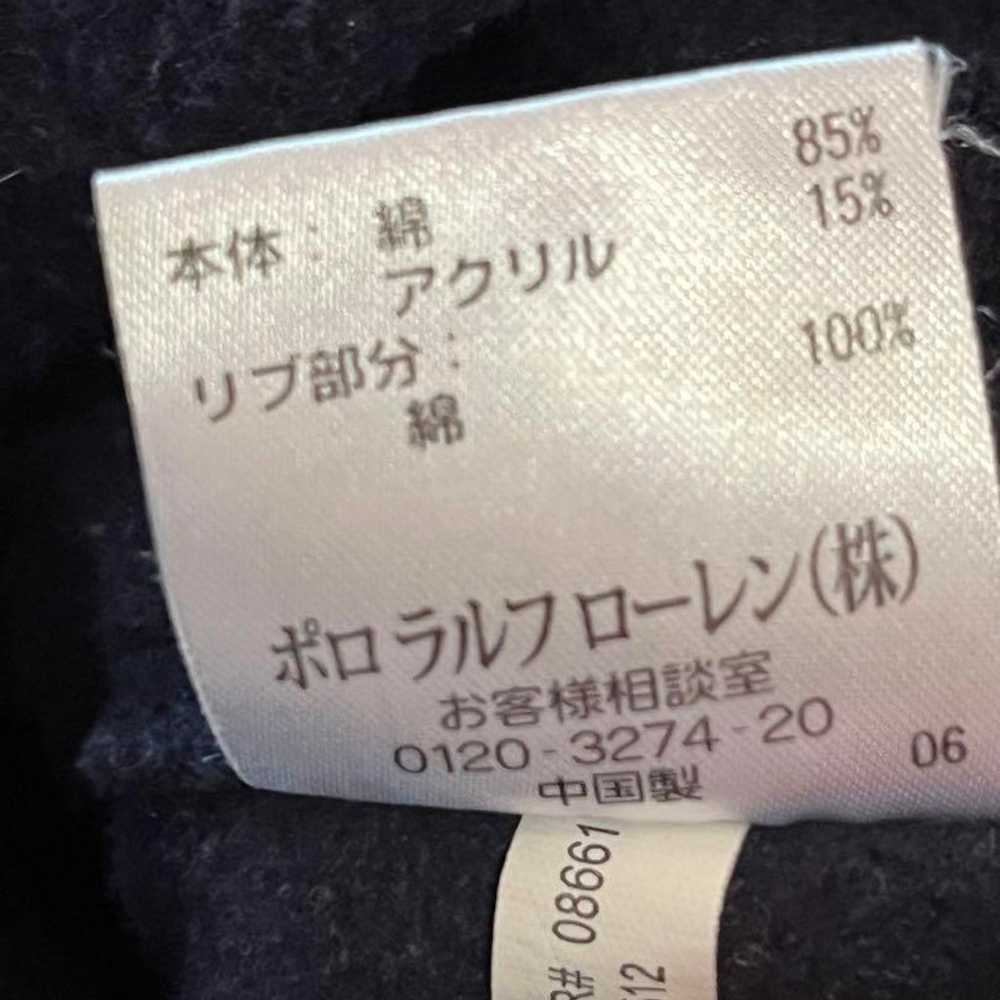 本体： 綿 85%
アクリル 15%
リブ部分：
綿 100%
ポロ ラルフ ローレン(株)
お客様相談室
0120-3274-20
中国製
06
R# 08661
512